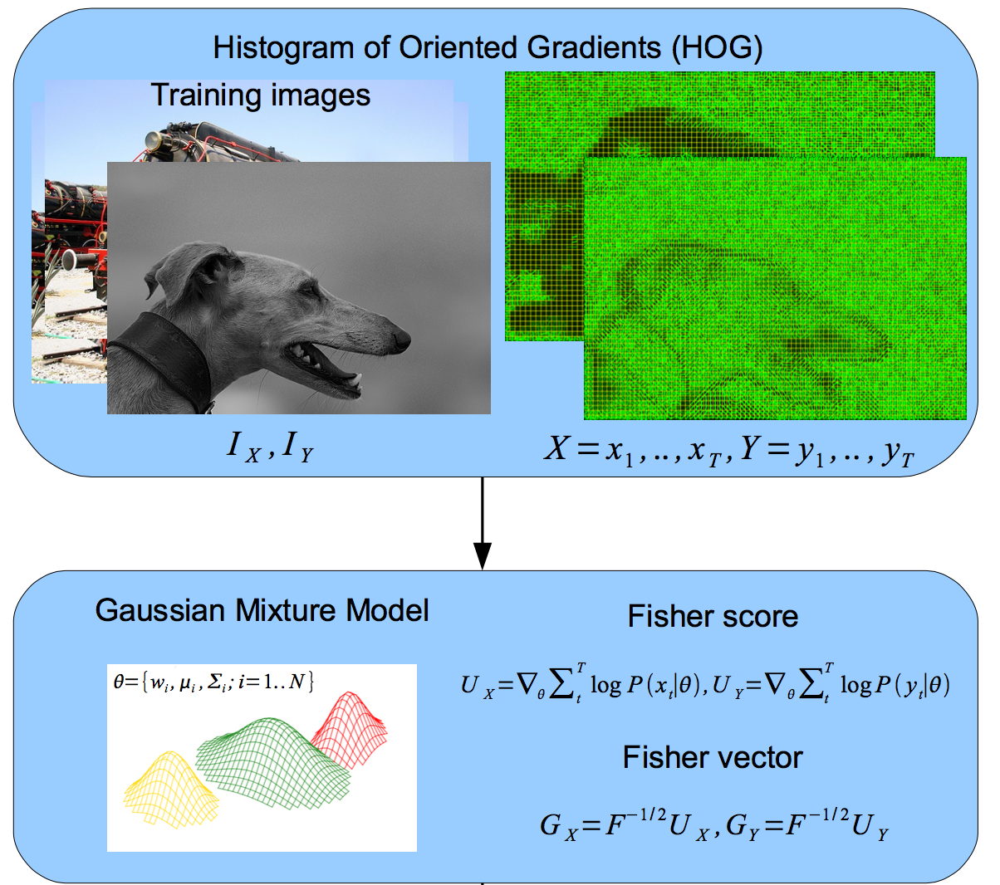 Histogram of Oriented Gradients (HOG)
Training images
I_X, I_Y
X = x_1, .., x_T, Y = y_1, .., y_T
Gaussian Mixture Model
θ={w_i, μ_i, Σ_i; i=1..N}
Fisher score
U_X=∇_θ ∑_t^T log P(x_t|θ), U_Y=∇_θ ∑_t^T log P(y_t|θ)
Fisher vector
G_X=F^{-1/2} U_X, G_Y=F^{-1/2} U_Y